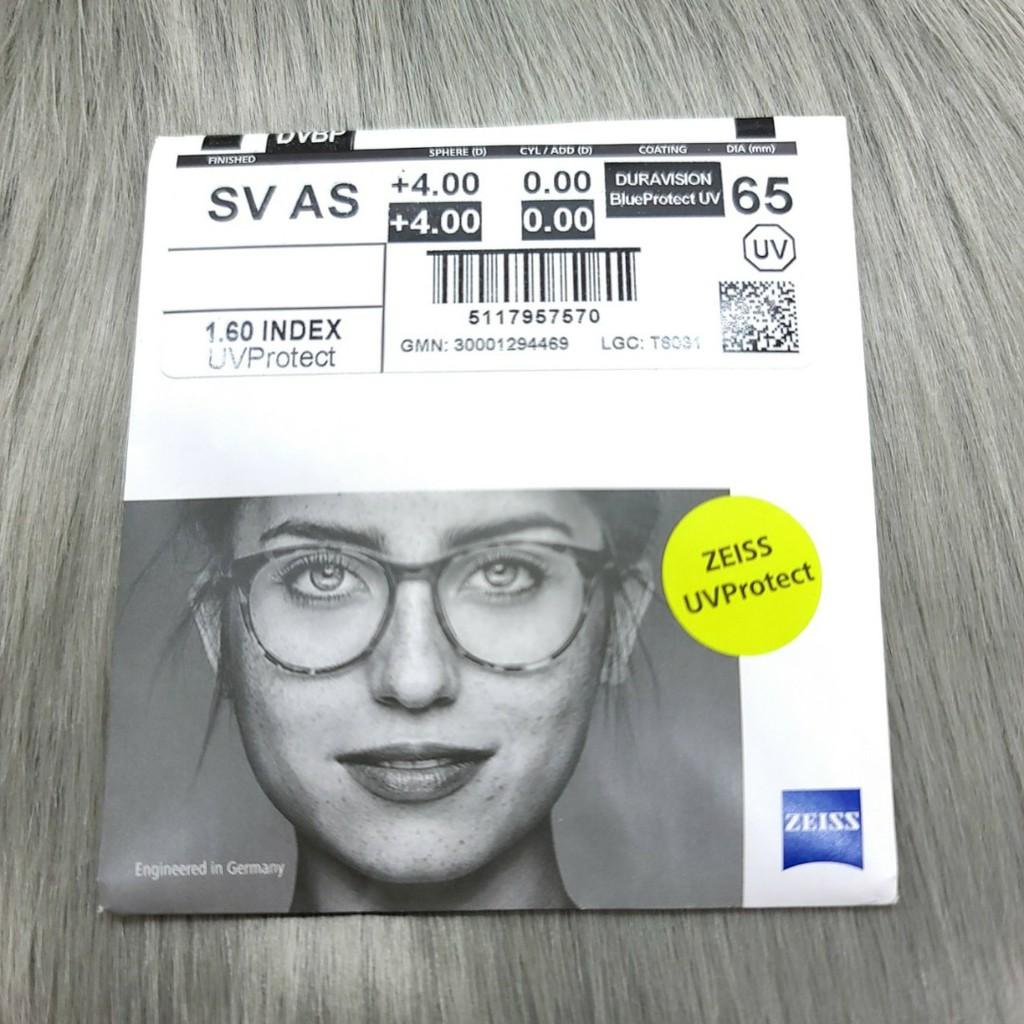 DVBP
FINISHED SPHERE (D) CYL / ADD (D) COATING DIA (mm)
SV AS +4.00 0.00 DURAVISION BlueProtect UV 65
+4.00 0.00
UV
5117957570
1.60 INDEX
UVProtect
GMN: 30001294469 LGC:
ZEISS
UVProtect
ZEISS
Engineered in Germany